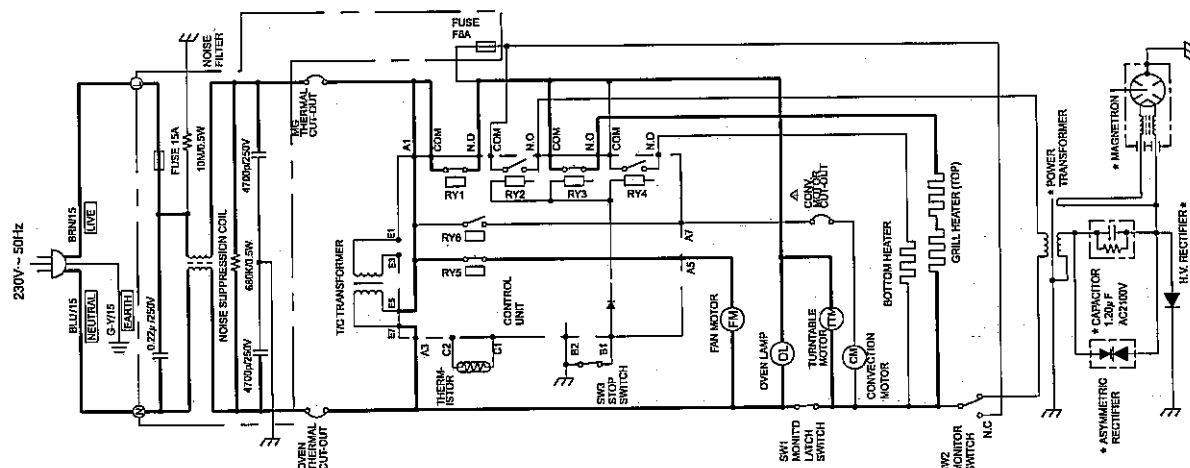 230V~ 50Hz
BLU/15
NEUTRAL
G-Y/15
EARTH
BRN/15
LIVE
N
L
0.22μ/250V
FUSE 15A
10M/0.5W
NOISE
FILTER
NOISE SUPPRESSION COIL
4700p/250V
680K/0.5W
4700p/250V
MG
THERMAL
CUT-OUT
OVEN
THERMAL
CUT-OUT
FUSE
F8A
T/C TRANSFORMER
E1
E3
E5
E7
A1
A3
A5
A7
COM
N.O
COM
N.O
COM
N.O
COM
N.O
RY1
RY2
RY3
RY4
RY6
RY5
CONTROL
UNIT
C2
C1
THERM-
ISTOR
B2
B1
SW3
STOP
SWITCH
FAN MOTOR
FM
OVEN LAMP
OL
TURNTABLE
MOTOR
TTM
CM
CONVECTION
MOTOR
CONV.
MOTOR
CUT-OUT
SW1
MONIT'D
LATCH
SWITCH
BOTTOM HEATER
GRILL HEATER (TOP)
SW2
MONITOR
SWITCH
N.C
* POWER
TRANSFORMER
* MAGNETRON
* CAPACITOR
1.20μF
AC2100V
* ASYMMETRIC
RECTIFIER
H.V. RECTIFIER *